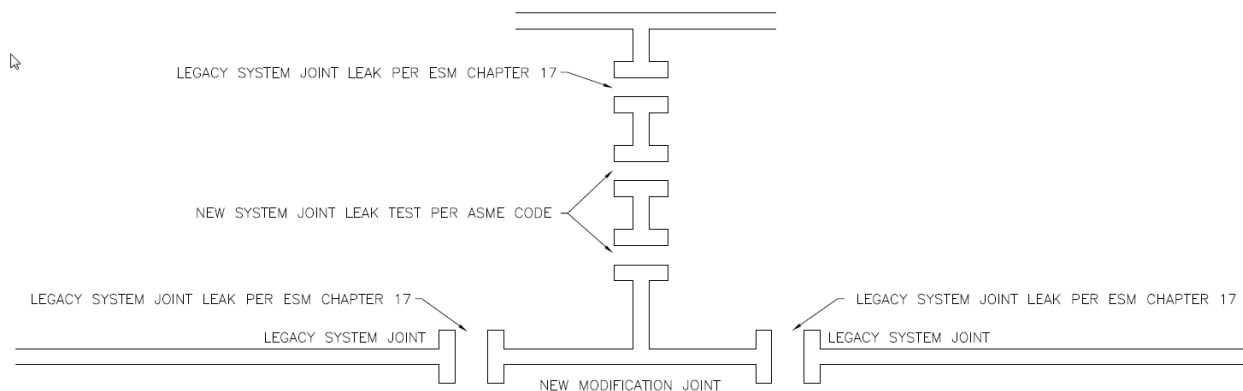 LEGACY SYSTEM JOINT LEAK PER ESM CHAPTER 17
NEW SYSTEM JOINT LEAK TEST PER ASME CODE
LEGACY SYSTEM JOINT LEAK PER ESM CHAPTER 17
LEGACY SYSTEM JOINT LEAK PER ESM CHAPTER 17
LEGACY SYSTEM JOINT
LEGACY SYSTEM JOINT
NEW MODIFICATION JOINT